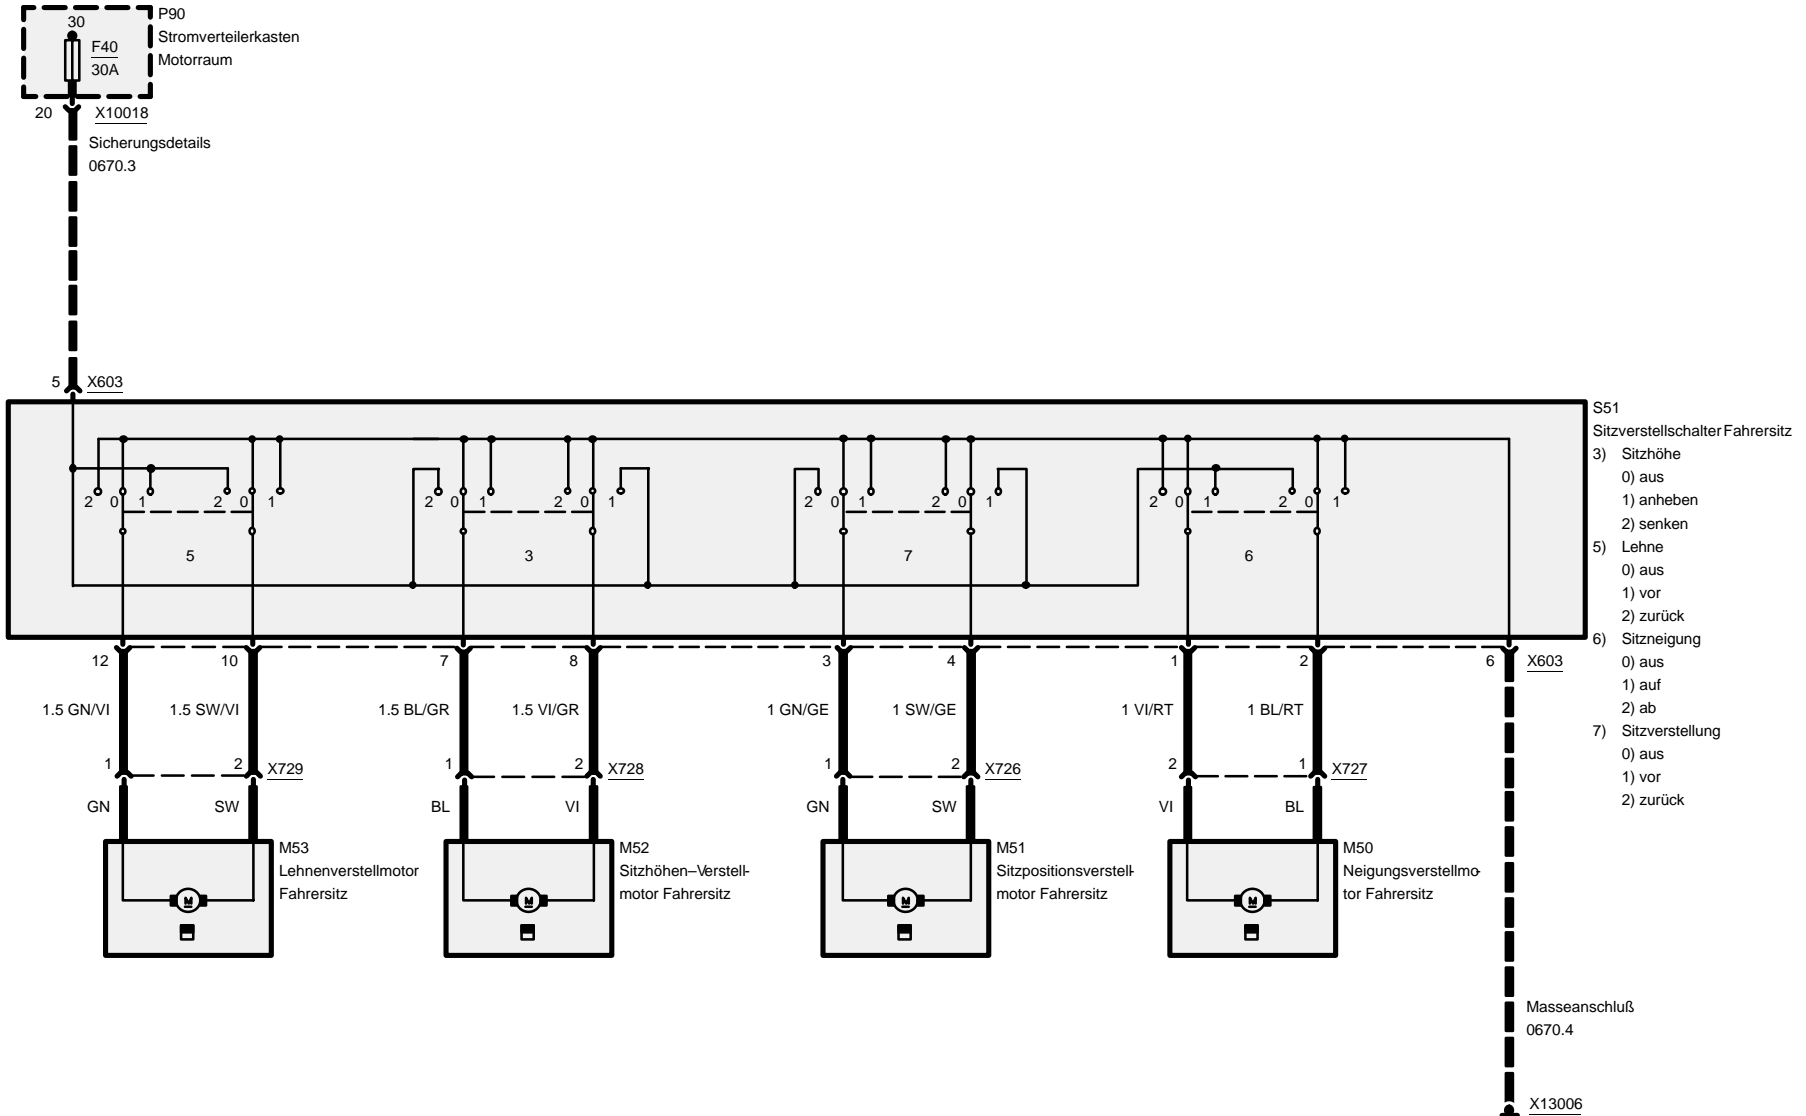 P90
Stromverteilerkasten
Motorraum
30
F40
30A
20 X10018
Sicherungsdetails
0670.3
5 X603
S51
Sitzverstellschalter Fahrersitz
3) Sitzhöhe
0) aus
1) anheben
2) senken
5) Lehne
0) aus
1) vor
2) zurück
6) Sitzneigung
0) aus
1) auf
2) ab
7) Sitzverstellung
0) aus
1) vor
2) zurück
2 0 1 2 0 1 2 0 1 2 0 1 2 0 1 2 0 1 2 0 1 2 0 1
5 3 7 6
12 10 7 8 3 4 1 2 6 X603
1.5 GN/VI 1.5 SW/VI 1.5 BL/GR 1.5 VI/GR 1 GN/GE 1 SW/GE 1 VI/RT 1 BL/RT
1 2 X729 1 2 X728 1 2 X726 2 1 X727
GN SW BL VI GN SW VI BL
M53
Lehnenverstellmotor
Fahrersitz
M
M52
Sitzhöhen–Verstell-
motor Fahrersitz
M
M51
Sitzpositionsverstell-
motor Fahrersitz
M
M50
Neigungsverstellmo-
tor Fahrersitz
M
Masseanschluß
0670.4
X13006